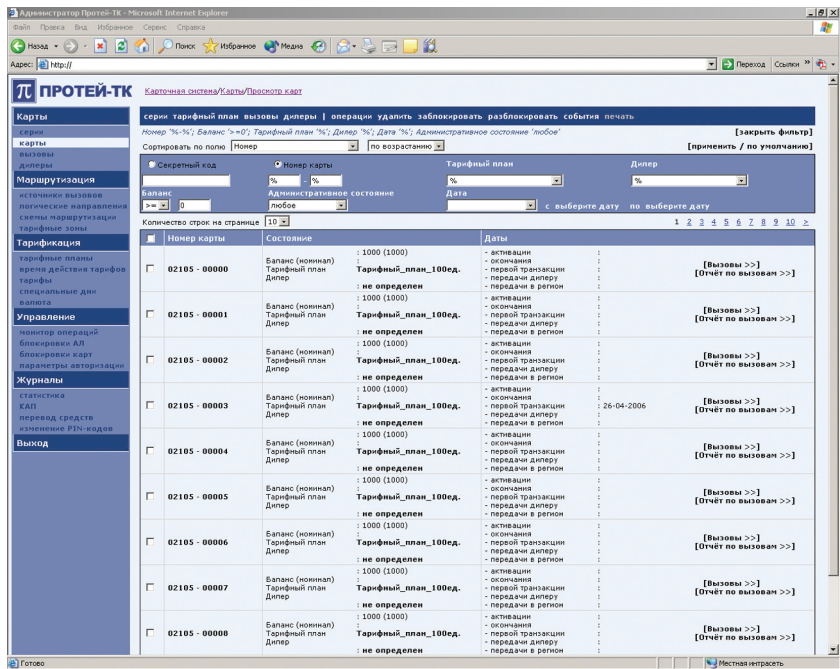 Администратор Протей-ТК - Microsoft Internet Explorer
Файл Правка Вид Избранное Сервис Справка
Назад Поиск Избранное Медиа
Адрес: http:// Переход Ссылки »
π ПРОТЕЙ-ТК
Карточная система/Карты/Просмотр карт
Карты
серии
карты
вызовы
дилеры
Маршрутизация
источники вызовов
логические направления
схемы маршрутизации
тарифные зоны
Тарификация
тарифные планы
время действия тарифов
тарифы
специальные дни
валюта
Управление
монитор операций
блокировки АЛ
блокировки карт
параметры авторизации
Журналы
статистика
КАП
перевод средств
изменение PIN-кодов
Выход
серии тарифный план вызовы дилеры | операции удалить заблокировать разблокировать события печать
Номер '%-%'; Баланс '>=0'; Тарифный план '%'; Дилер '%'; Дата '%'; Административное состояние 'любое' [закрыть фильтр]
Сортировать по полю Номер по возрастанию [применить / по умолчанию]
Секретный код Номер карты Тарифный план Дилер
% - % % %
Баланс Административное состояние Дата
>= 0 любое с выберите дату по выберите дату
Количество строк на странице 10 1 2 3 4 5 6 7 8 9 10 >
Номер карты Состояние Даты
: 1000 (1000) - активации :
Баланс (номинал) : - окончания :
02105 - 00000 Тарифный план Тарифный_план_100ед. - первой транзакции : [Вызовы >>]
Дилер - передачи дилеру : [Отчёт по вызовам >>]
: не определен - передачи в регион :
: 1000 (1000) - активации :
Баланс (номинал) : - окончания :
02105 - 00001 Тарифный план Тарифный_план_100ед. - первой транзакции : [Вызовы >>]
Дилер - передачи дилеру : [Отчёт по вызовам >>]
: не определен - передачи в регион :
: 1000 (1000) - активации :
Баланс (номинал) : - окончания :
02105 - 00002 Тарифный план Тарифный_план_100ед. - первой транзакции : [Вызовы >>]
Дилер - передачи дилеру : [Отчёт по вызовам >>]
: не определен - передачи в регион :
: 1000 (1000) - активации :
Баланс (номинал) : - окончания :
02105 - 00003 Тарифный план Тарифный_план_100ед. - первой транзакции : 26-04-2006 [Вызовы >>]
Дилер - передачи дилеру : [Отчёт по вызовам >>]
: не определен - передачи в регион :
: 1000 (1000) - активации :
Баланс (номинал) : - окончания :
02105 - 00004 Тарифный план Тарифный_план_100ед. - первой транзакции : [Вызовы >>]
Дилер - передачи дилеру : [Отчёт по вызовам >>]
: не определен - передачи в регион :
: 1000 (1000) - активации :
Баланс (номинал) : - окончания :
02105 - 00005 Тарифный план Тарифный_план_100ед. - первой транзакции : [Вызовы >>]
Дилер - передачи дилеру : [Отчёт по вызовам >>]
: не определен - передачи в регион :
: 1000 (1000) - активации :
Баланс (номинал) : - окончания :
02105 - 00006 Тарифный план Тарифный_план_100ед. - первой транзакции : [Вызовы >>]
Дилер - передачи дилеру : [Отчёт по вызовам >>]
: не определен - передачи в регион :
: 1000 (1000) - активации :
Баланс (номинал) : - окончания :
02105 - 00007 Тарифный план Тарифный_план_100ед. - первой транзакции : [Вызовы >>]
Дилер - передачи дилеру : [Отчёт по вызовам >>]
: не определен - передачи в регион :
: 1000 (1000) - активации :
Баланс (номинал) : - окончания :
02105 - 00008 Тарифный план Тарифный_план_100ед. - первой транзакции : [Вызовы >>]
Дилер - передачи дилеру : [Отчёт по вызовам >>]
: не определен - передачи в регион :
Готово Местная интрасеть